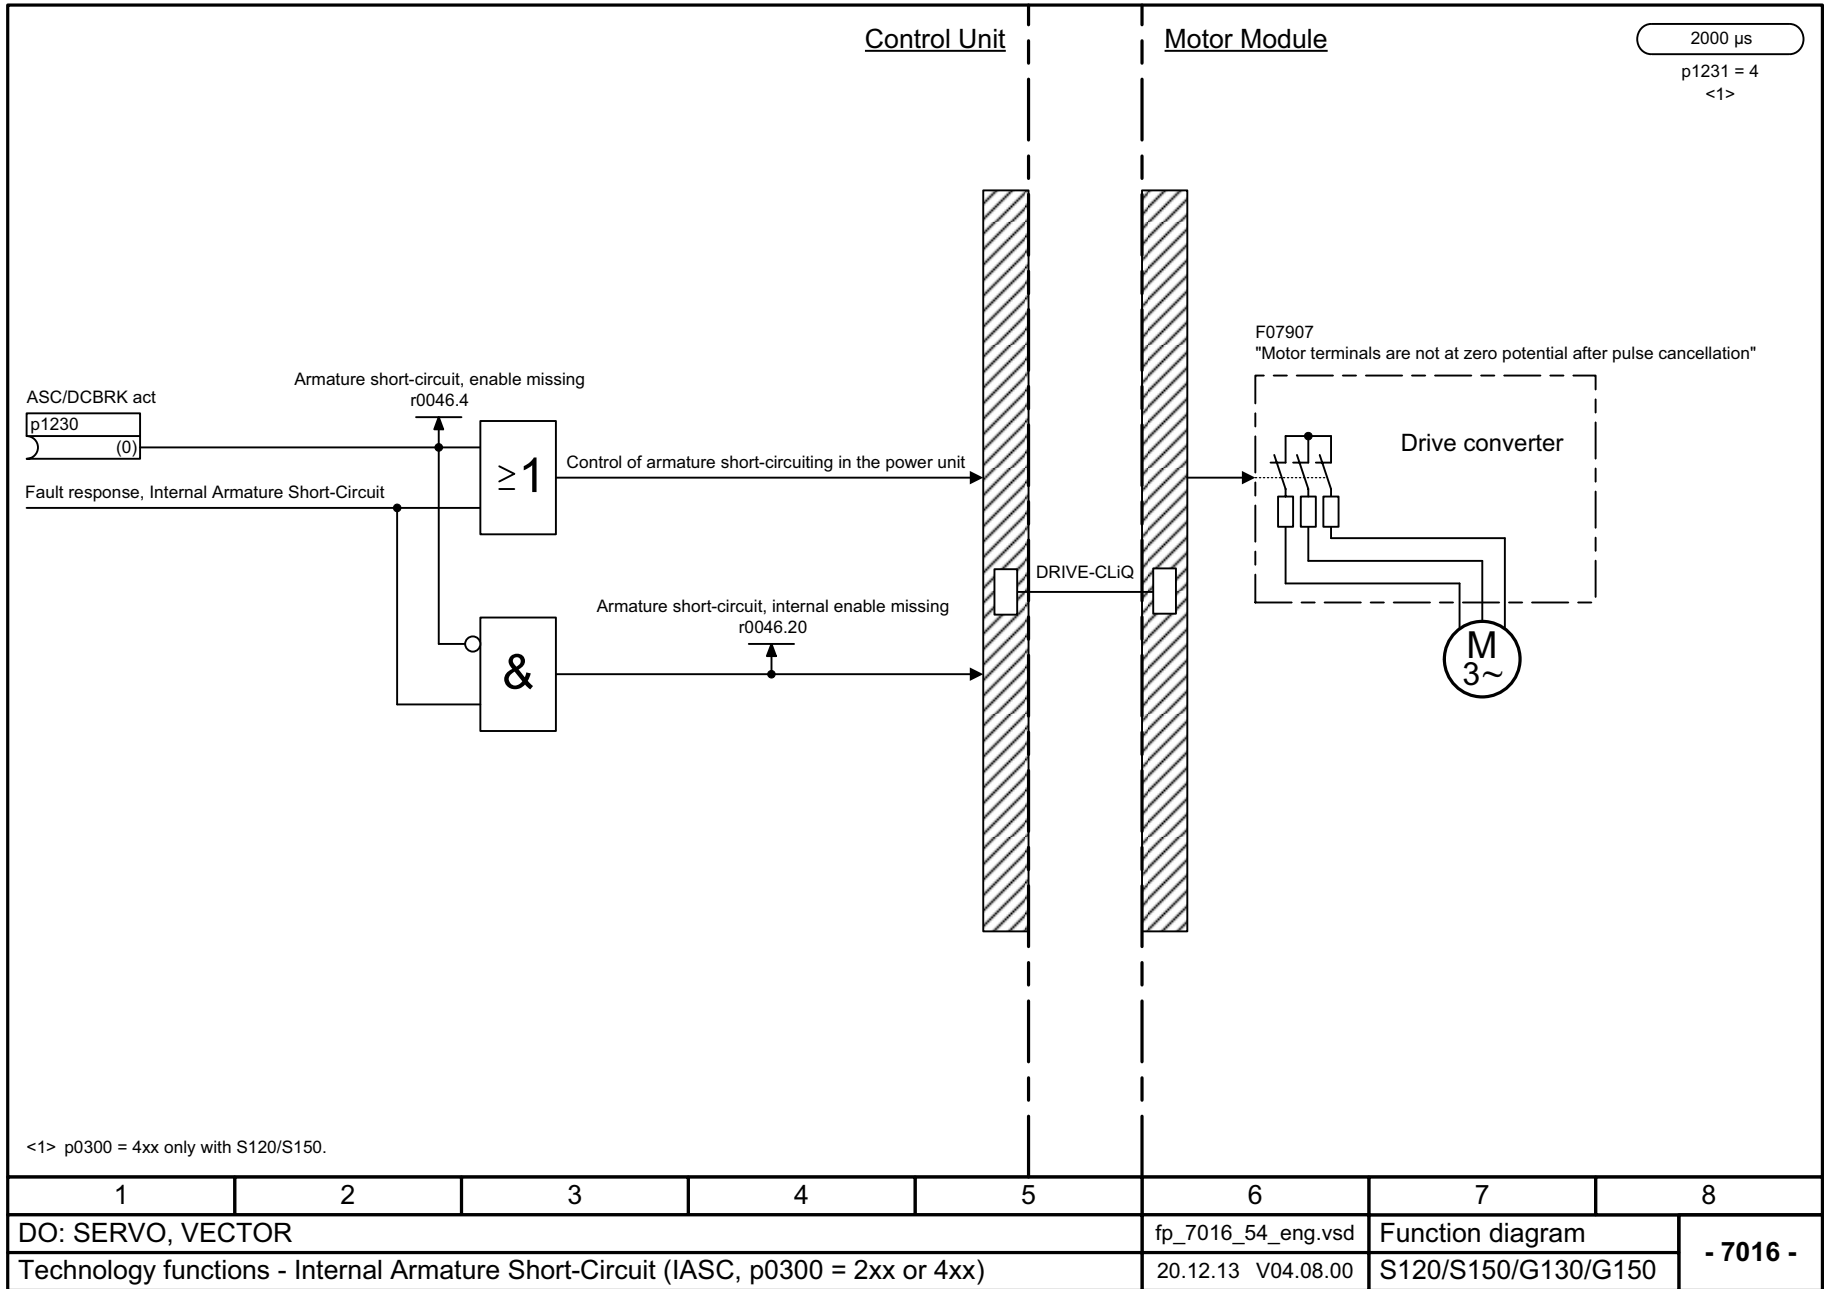 Control Unit
Motor Module
2000 µs
p1231 = 4
<1>
F07907
"Motor terminals are not at zero potential after pulse cancellation"
Armature short-circuit, enable missing
r0046.4
ASC/DCBRK act
p1230
(0)
≥1
Control of armature short-circuiting in the power unit
Drive converter
Fault response, Internal Armature Short-Circuit
DRIVE-CLiQ
Armature short-circuit, internal enable missing
r0046.20
&
M
3~
<1> p0300 = 4xx only with S120/S150.
1 2 3 4 5 6 7 8
DO: SERVO, VECTOR
fp_7016_54_eng.vsd
Function diagram
- 7016 -
Technology functions - Internal Armature Short-Circuit (IASC, p0300 = 2xx or 4xx)
20.12.13 V04.08.00
S120/S150/G130/G150